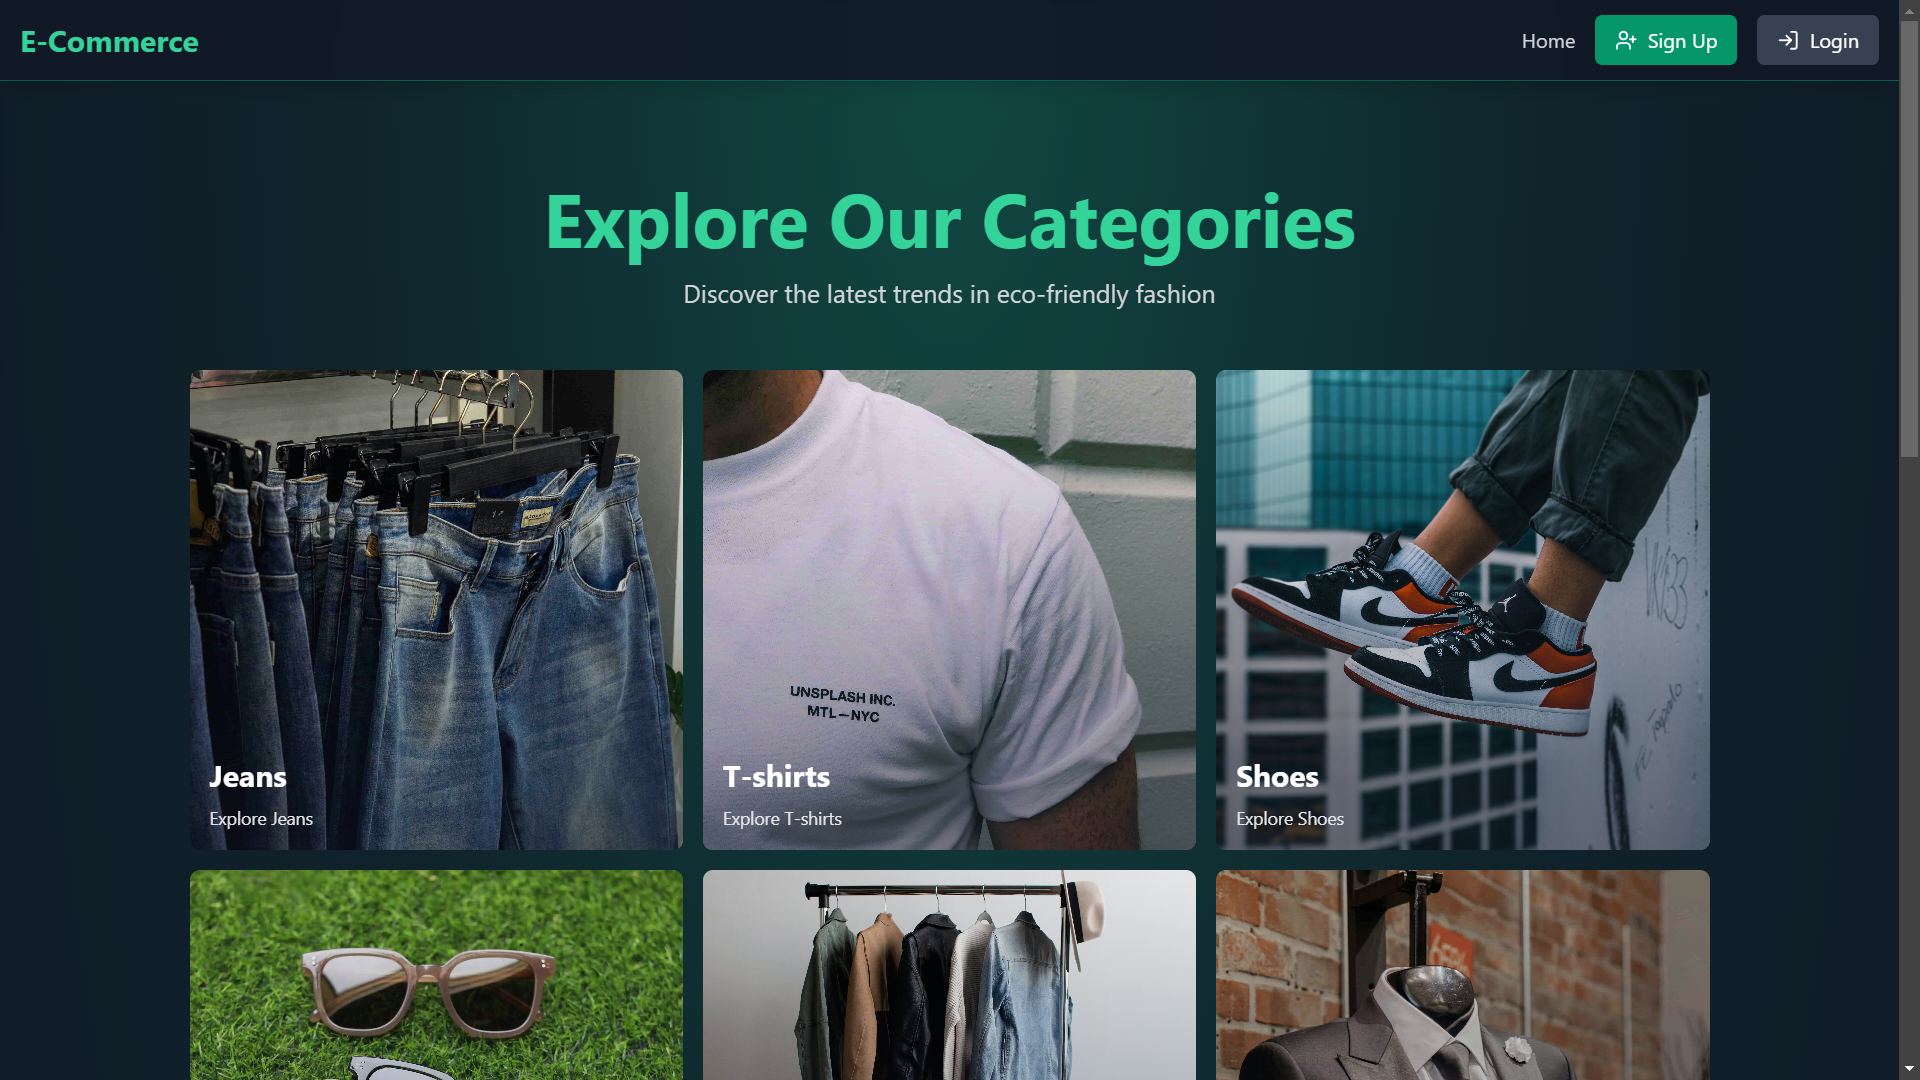 E-Commerce
Home
Sign Up
Login
Explore Our Categories
Discover the latest trends in eco-friendly fashion
UNSPLASH INC.
MTL—NYC
Jeans
Explore Jeans
T-shirts
Explore T-shirts
Shoes
Explore Shoes